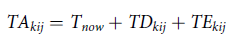 TA_kij = T_now + TD_kij + TE_kij